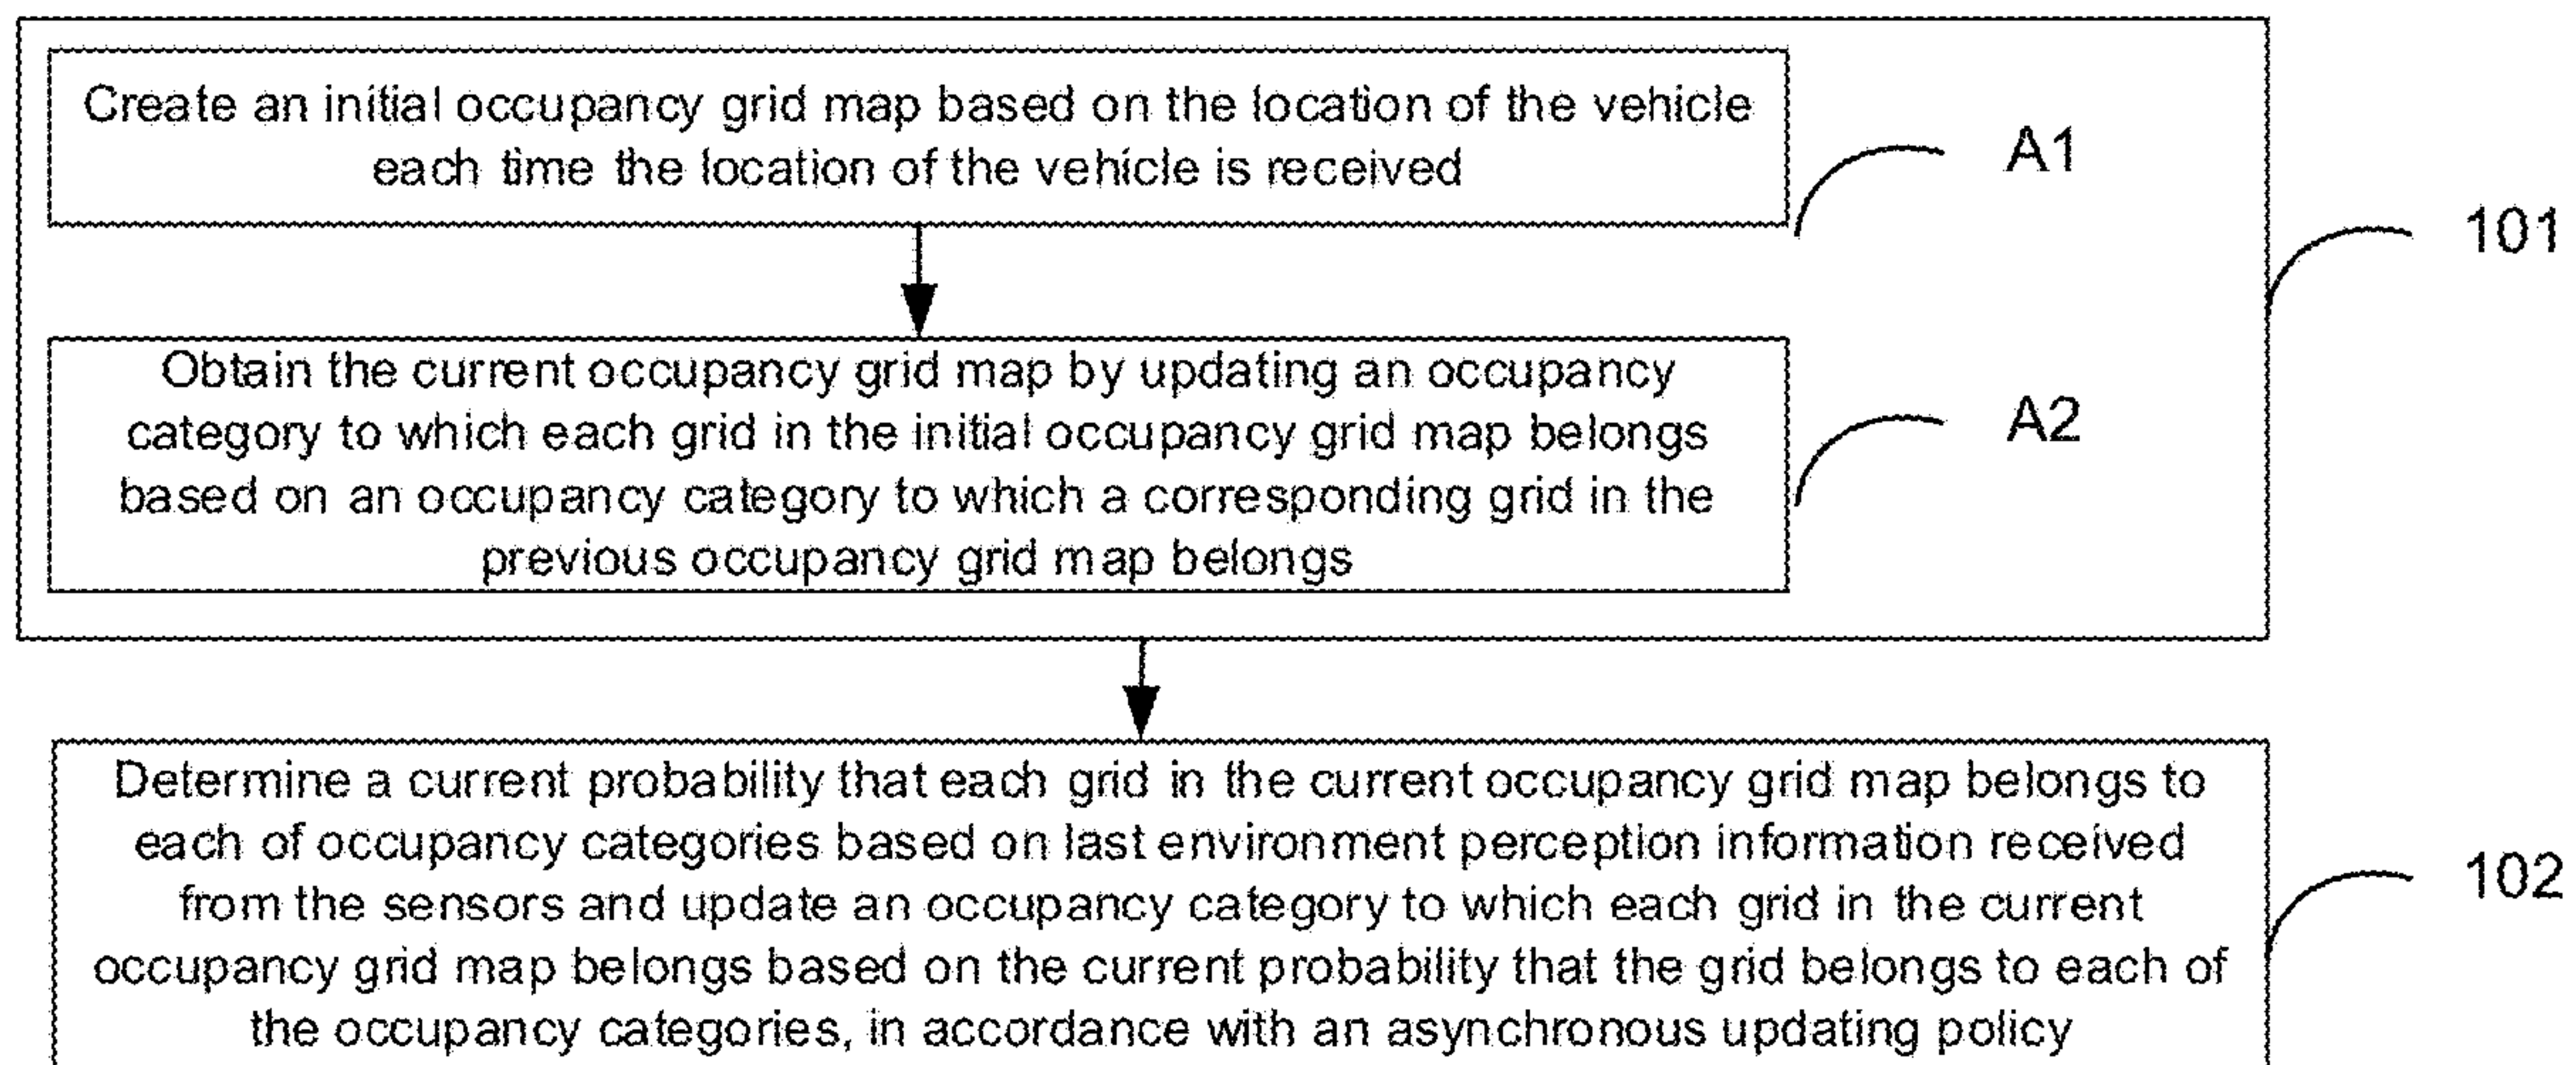 Create an initial occupancy grid map based on the location of the vehicle
each time the location of the vehicle is received
A1
101
Obtain the current occupancy grid map by updating an occupancy
category to which each grid in the initial occupancy grid map belongs
based on an occupancy category to which a corresponding grid in the
previous occupancy grid map belongs
A2
Determine a current probability that each grid in the current occupancy grid map belongs to
each of occupancy categories based on last environment perception information received
from the sensors and update an occupancy category to which each grid in the current
occupancy grid map belongs based on the current probability that the grid belongs to each of
the occupancy categories, in accordance with an asynchronous updating policy
102